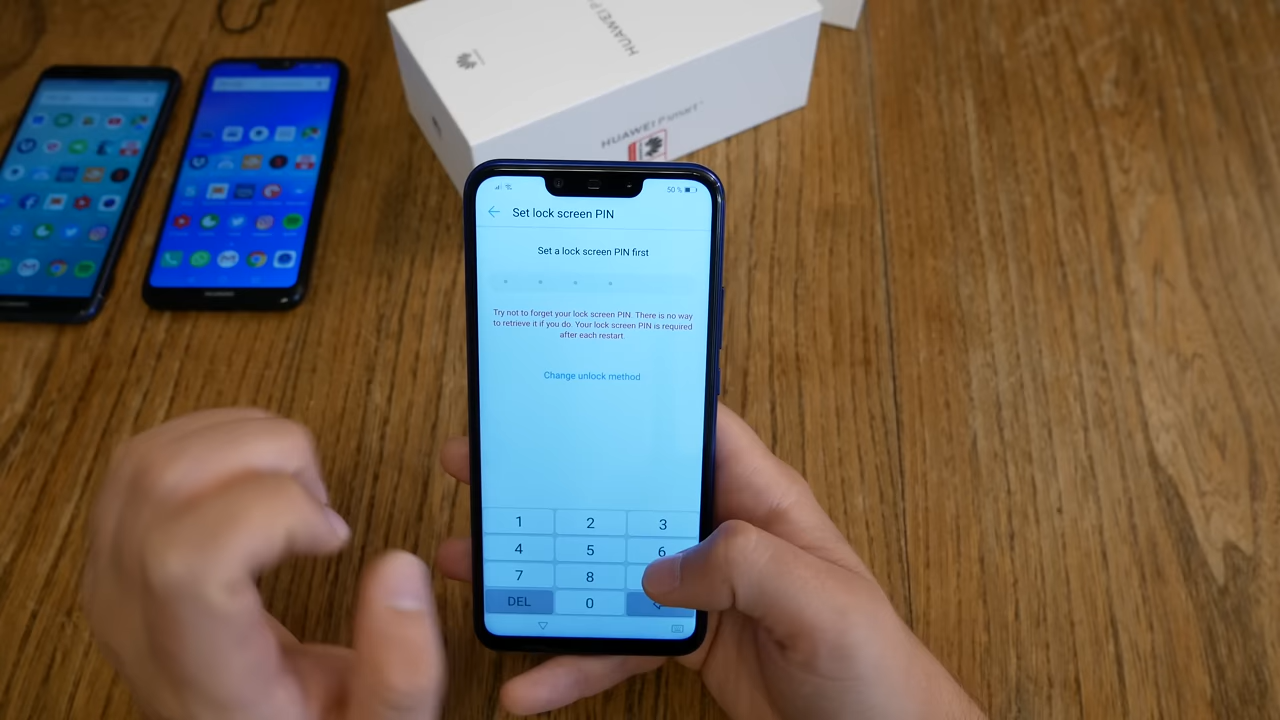 HUAWEI P
HUAWEI P smart+
50 %
Set lock screen PIN
Set a lock screen PIN first
Try not to forget your lock screen PIN. There is no way
to retrieve it if you do. Your lock screen PIN is required
after each restart.
Change unlock method
1 2 3
4 5 6
7 8
DEL 0